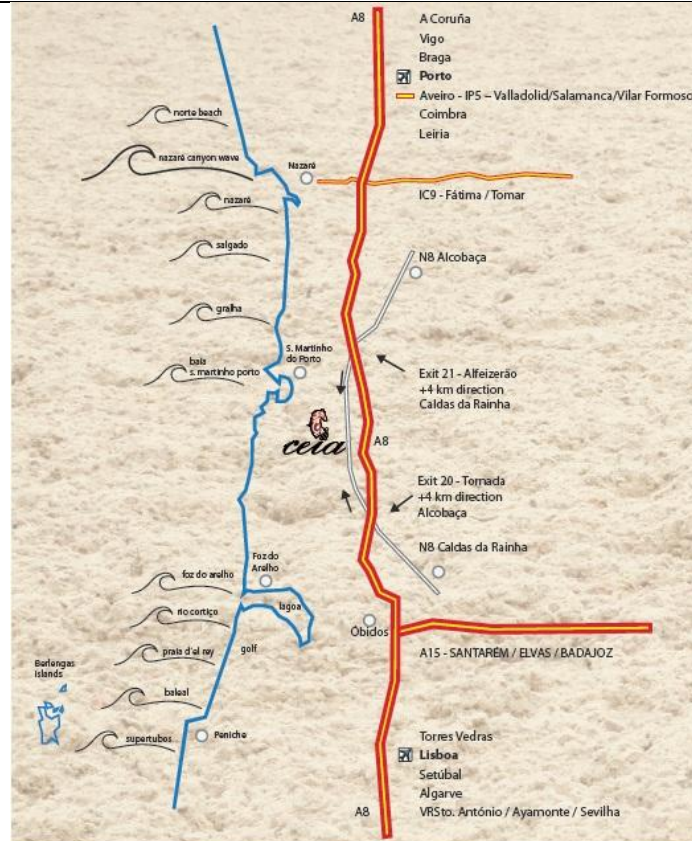 A8
A Coruña
Vigo
Braga
Porto
Aveiro - IP5 – Valladolid/Salamanca/Vilar Formoso
Coimbra
Leiria
norte beach
nazaré canyon wave
Nazaré
IC9 - Fátima / Tomar
nazaré
salgado
N8 Alcobaça
gralha
S. Martinho
do Porto
baia
s. martinho porto
Exit 21 - Alfeizerão
+4 km direction
Caldas da Rainha
ceia
A8
Exit 20 - Tornada
+4 km direction
Alcobaça
N8 Caldas da Rainha
Foz do
Arelho
foz do arelho
lagoa
rio cortiço
Óbidos
golf
praia d'el rey
A15 - SANTARÉM / ELVAS / BADAJOZ
Berlengas
Islands
baleal
supertubos
Peniche
Torres Vedras
Lisboa
Setúbal
Algarve
A8
VRSto. António / Ayamonte / Sevilha